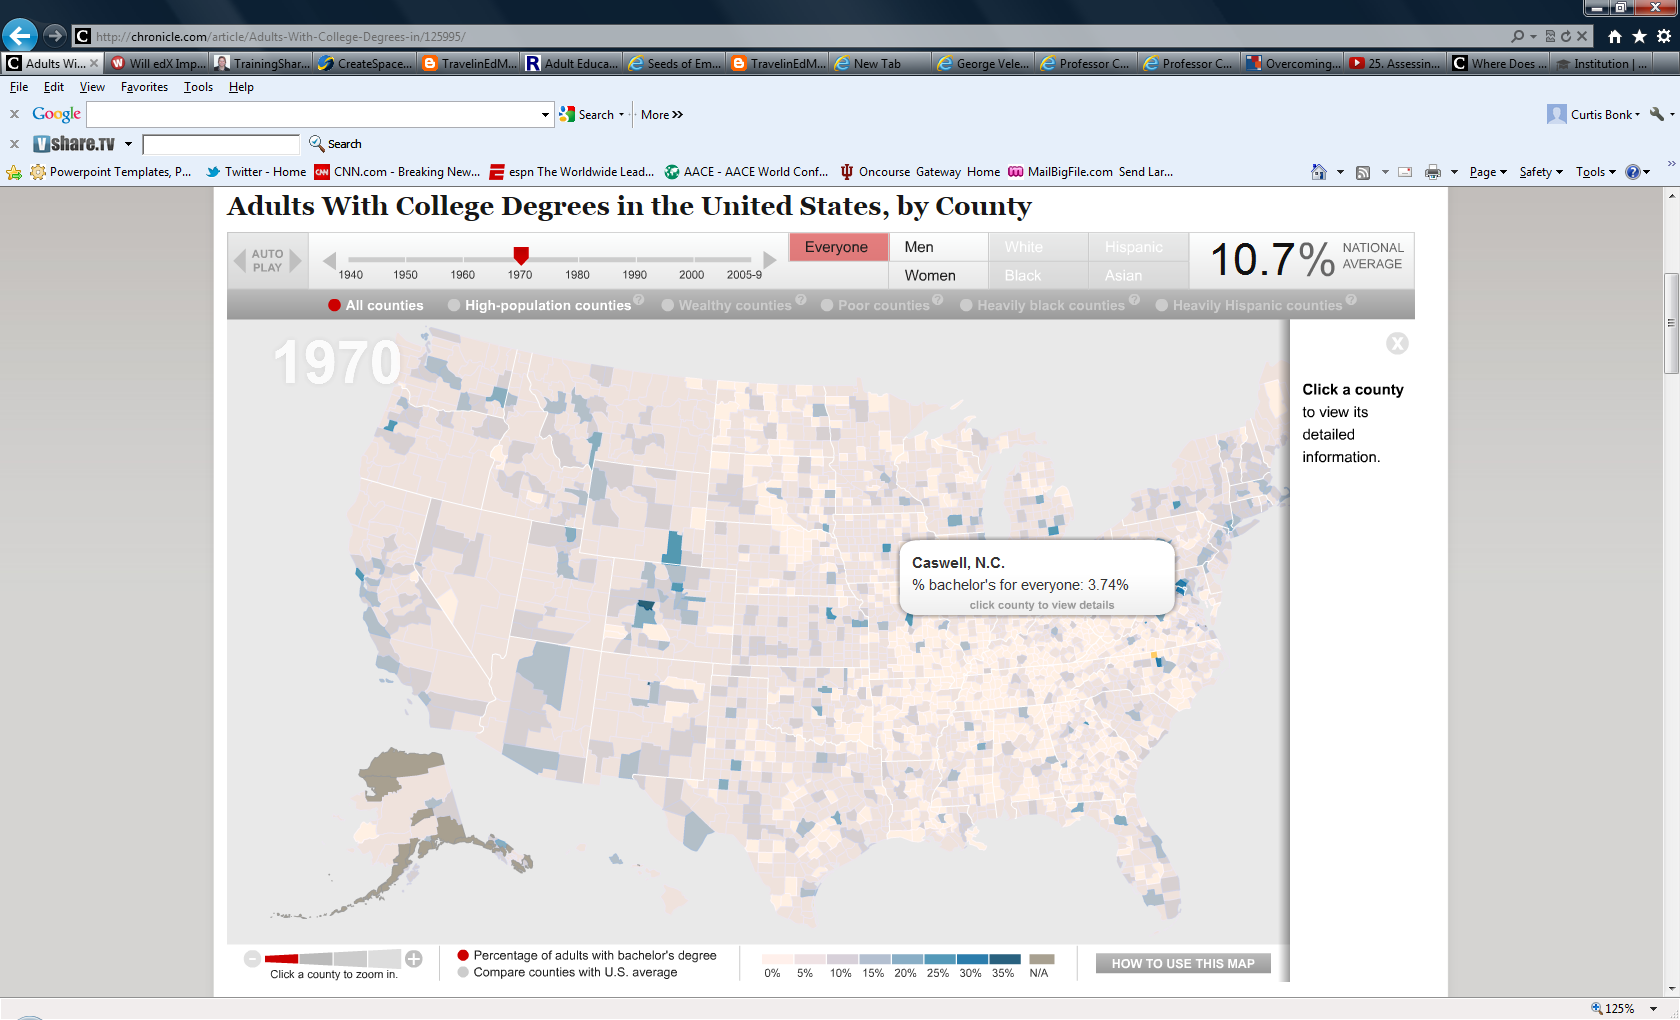 http://chronicle.com/article/Adults-With-College-Degrees-in/125995/
Adults Wi... Will edX Imp... TrainingShar... CreateSpace... TravelinEdM... Adult Educa... Seeds of Em... TravelinEdM... New Tab George Vele... Professor C... Professor C... Overcoming... 25. Assessin... Where Does ... Institution | ...
File Edit View Favorites Tools Help
x Google Search More >>
Curtis Bonk
x Vshare.tv Search
Powerpoint Templates, P... Twitter - Home CNN CNN.com - Breaking New... espn The Worldwide Lead... AACE - AACE World Conf... Oncourse Gateway Home MailBigFile.com Send Lar... Page Safety Tools
Adults With College Degrees in the United States, by County
AUTO PLAY
1940 1950 1960 1970 1980 1990 2000 2005-9
Everyone Men White Hispanic
Women Black Asian
10.7% NATIONAL AVERAGE
All counties High-population counties ? Wealthy counties ? Poor counties ? Heavily black counties ? Heavily Hispanic counties ?
1970
X
Click a county
to view its
detailed
information.
Caswell, N.C.
% bachelor's for everyone: 3.74%
click county to view details
Click a county to zoom in.
Percentage of adults with bachelor's degree
Compare counties with U.S. average
0% 5% 10% 15% 20% 25% 30% 35% N/A
HOW TO USE THIS MAP
125%